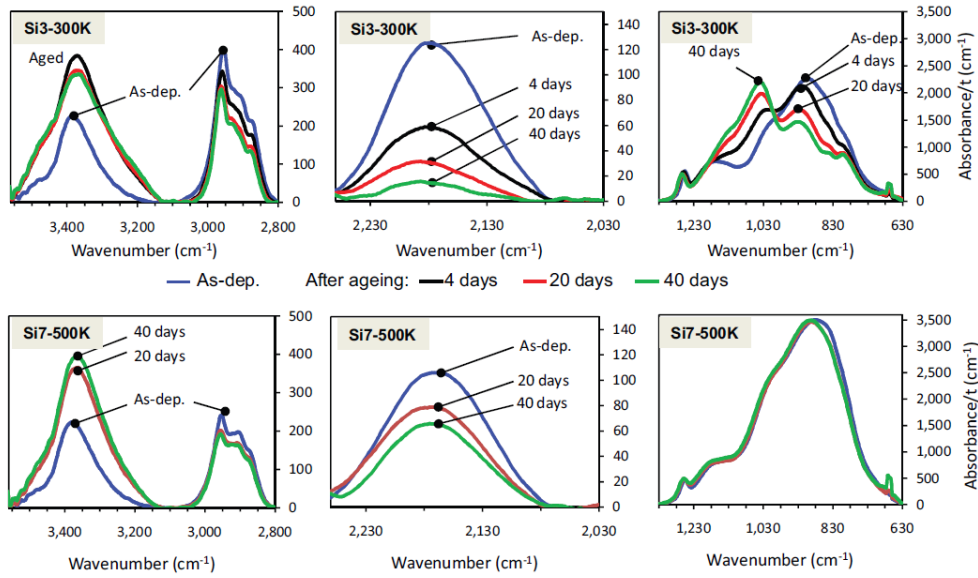 Si3-300K
Aged
As-dep.
500
400
300
200
100
0
3,400
3,200
3,000
2,800
Wavenumber (cm-1)
Si3-300K
As-dep.
4 days
20 days
40 days
140
120
100
80
60
40
20
0
2,230
2,130
2,030
Wavenumber (cm-1)
Si3-300K
40 days
As-dep.
4 days
20 days
3,500
3,000
2,500
2,000
1,500
1,000
500
0
Absorbance/t (cm-1)
1,230
1,030
830
630
Wavenumber (cm-1)
As-dep. After ageing: 4 days 20 days 40 days
Si7-500K
40 days
20 days
As-dep.
500
400
300
200
100
0
3,400
3,200
3,000
2,800
Wavenumber (cm-1)
Si7-500K
As-dep.
20 days
40 days
140
120
100
80
60
40
20
0
2,230
2,130
2,030
Wavenumber (cm-1)
Si7-500K
3,500
3,000
2,500
2,000
1,500
1,000
500
0
Absorbance/t (cm-1)
1,230
1,030
830
630
Wavenumber (cm-1)